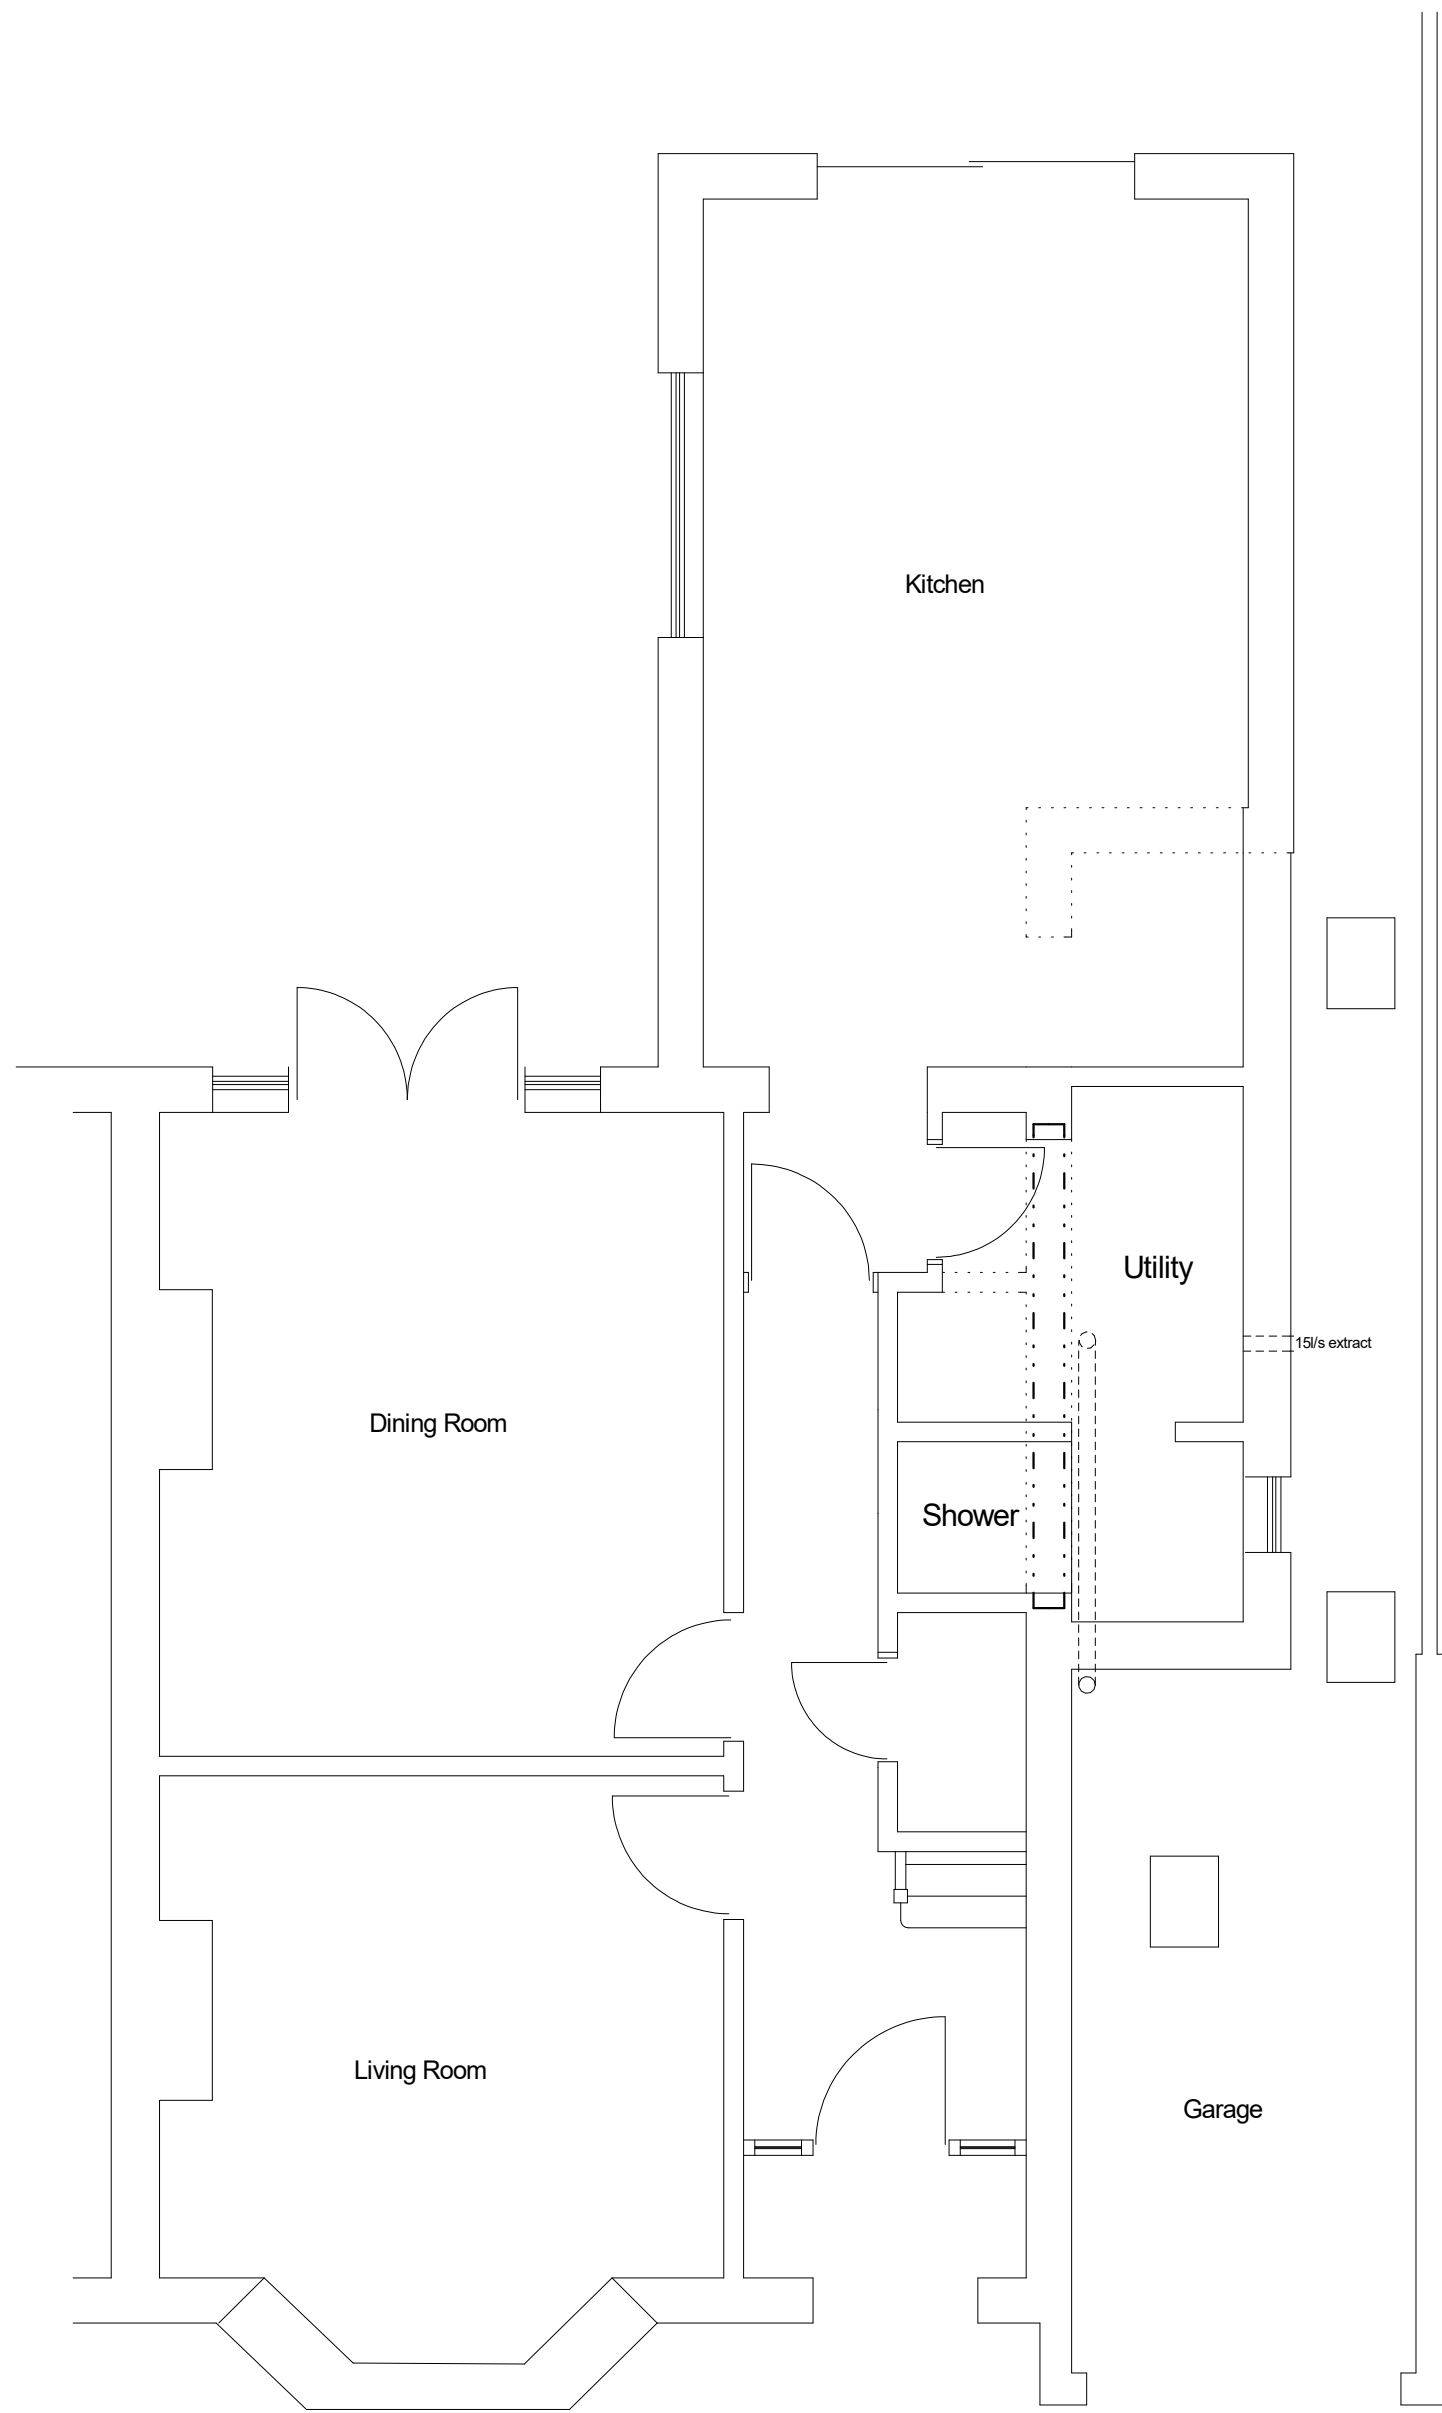 Kitchen
Utility
15l/s extract
Dining Room
Shower
Living Room
Garage